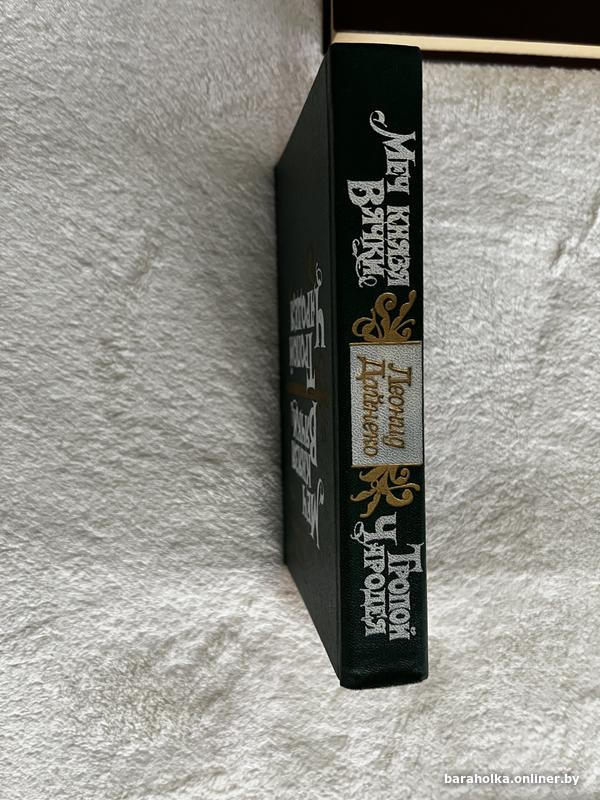 Меч князя
Вячки
Леонид
Дайнеко
Тропой
Чародея
Меч
князя
Вячки
Тропой
Чародея
baraholka.onliner.by